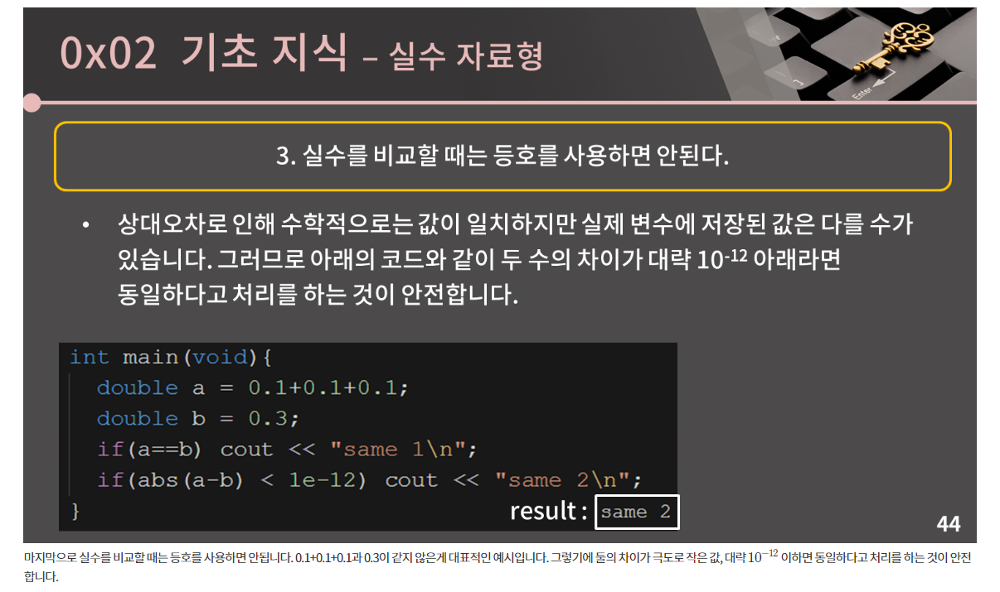 0x02 기초 지식 – 실수 자료형
Enter
3. 실수를 비교할 때는 등호를 사용하면 안된다.
• 상대오차로 인해 수학적으로는 값이 일치하지만 실제 변수에 저장된 값은 다를 수가
있습니다. 그러므로 아래의 코드와 같이 두 수의 차이가 대략 10⁻¹² 아래라면
동일하다고 처리를 하는 것이 안전합니다.
int main(void){
  double a = 0.1+0.1+0.1;
  double b = 0.3;
  if(a==b) cout << "same 1\n";
  if(abs(a-b) < 1e-12) cout << "same 2\n";
}
result : same 2
44
마지막으로 실수를 비교할 때는 등호를 사용하면 안됩니다. 0.1+0.1+0.1과 0.3이 같지 않은게 대표적인 예시입니다. 그렇기에 둘의 차이가 극도로 작은 값, 대략 10⁻¹² 이하면 동일하다고 처리를 하는 것이 안전
합니다.